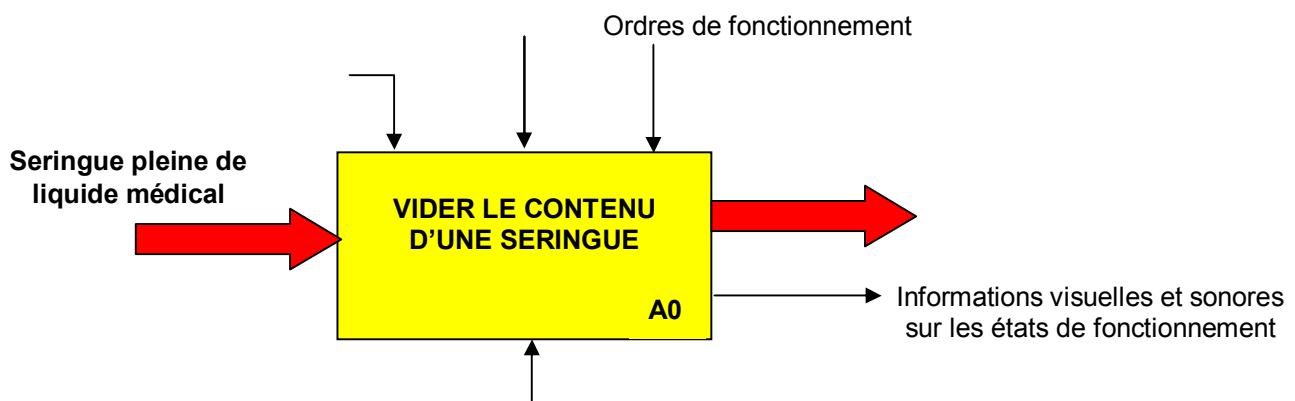 Ordres de fonctionnement
Seringue pleine de
liquide médical
VIDER LE CONTENU
D’UNE SERINGUE
A0
Informations visuelles et sonores
sur les états de fonctionnement